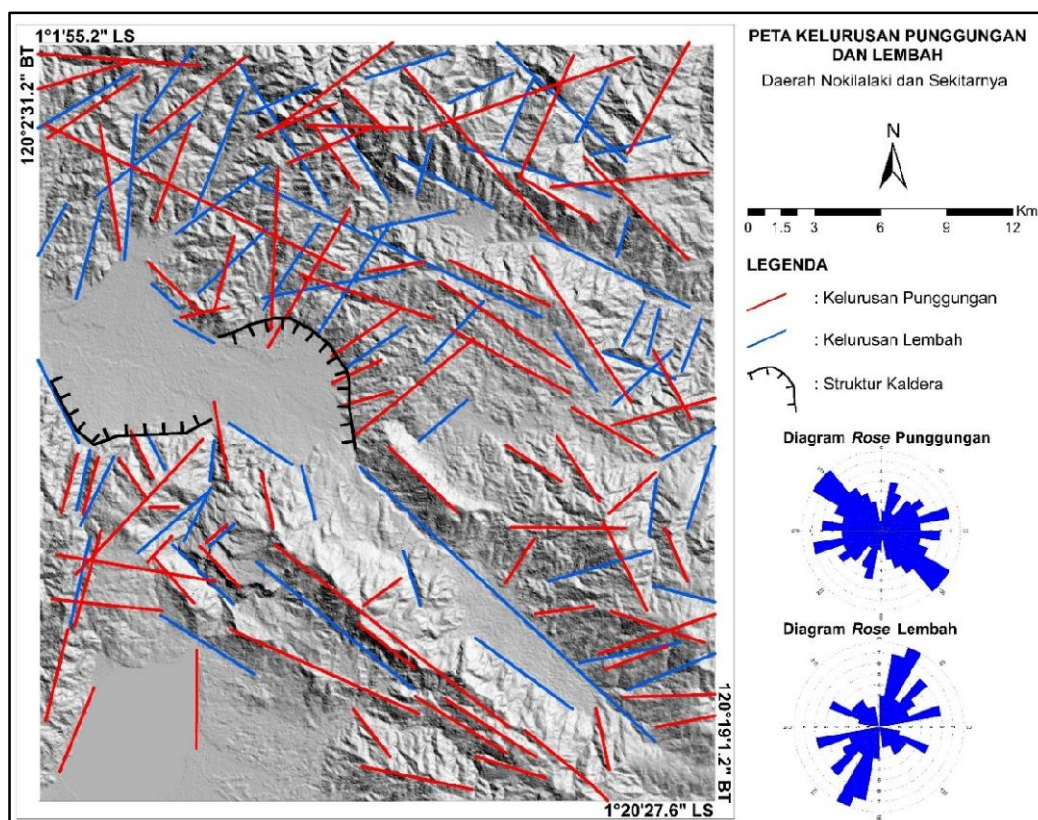 1°1'55.2" LS
120°2'31.2" BT
120°19'1.2" BT
1°20'27.6" LS
PETA KELURUSAN PUNGGUNGAN
DAN LEMBAH
Daerah Nokilalaki dan Sekitarnya
N
Km
0 1.5 3 6 9 12
LEGENDA
: Kelurusan Punggungan
: Kelurusan Lembah
: Struktur Kaldera
Diagram Rose Punggungan
Diagram Rose Lembah